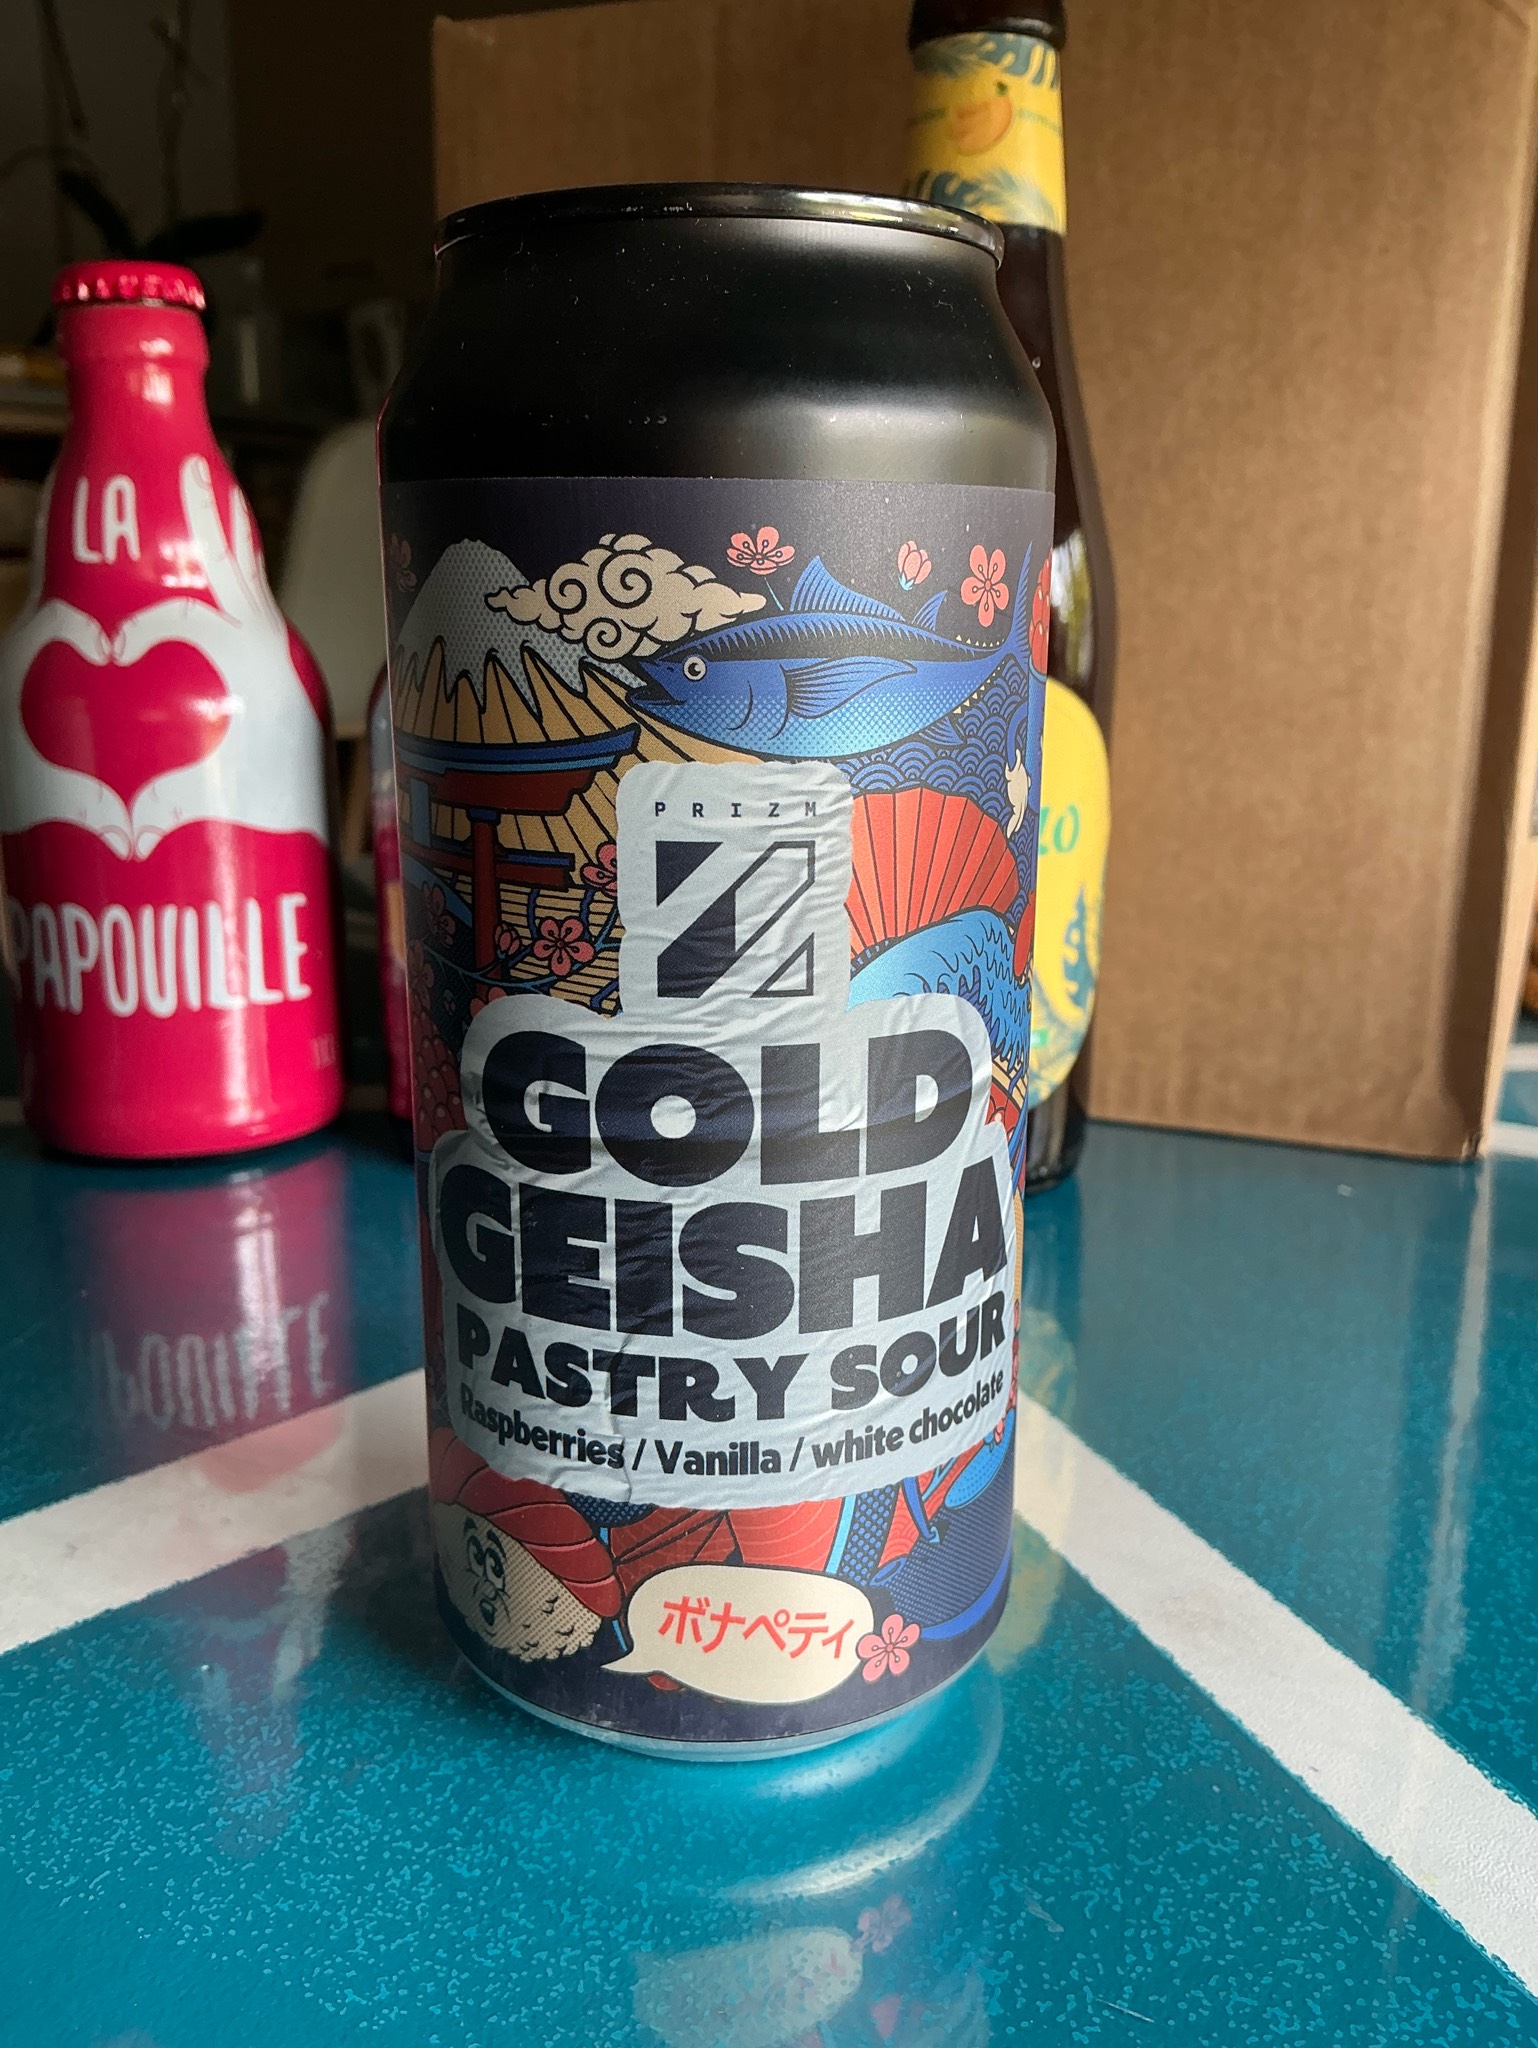 LA
PAPOUILLE
PRIZM
GOLD
GEISHA
PASTRY SOUR
Raspberries / Vanilla / white chocolate
ボナペティ